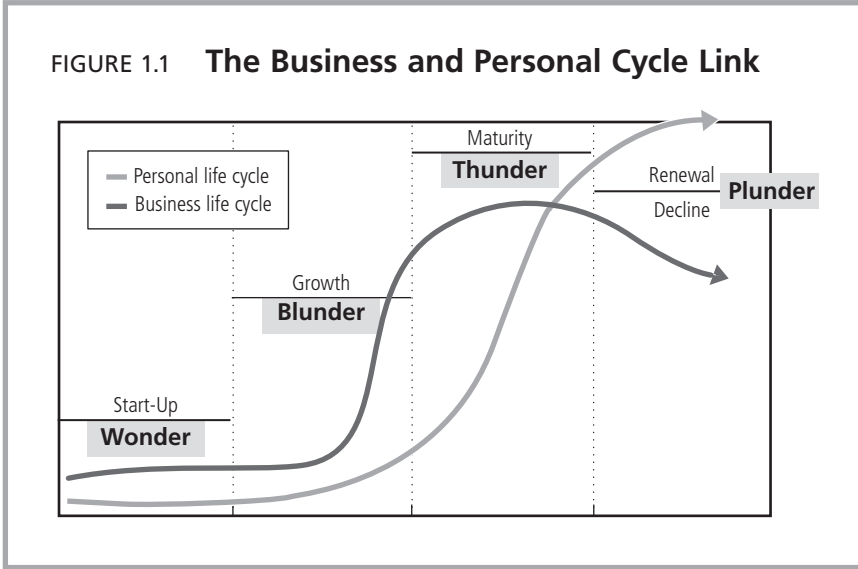 FIGURE 1.1 The Business and Personal Cycle Link
Personal life cycle
Business life cycle
Maturity
Thunder
Renewal
Plunder
Decline
Growth
Blunder
Start-Up
Wonder